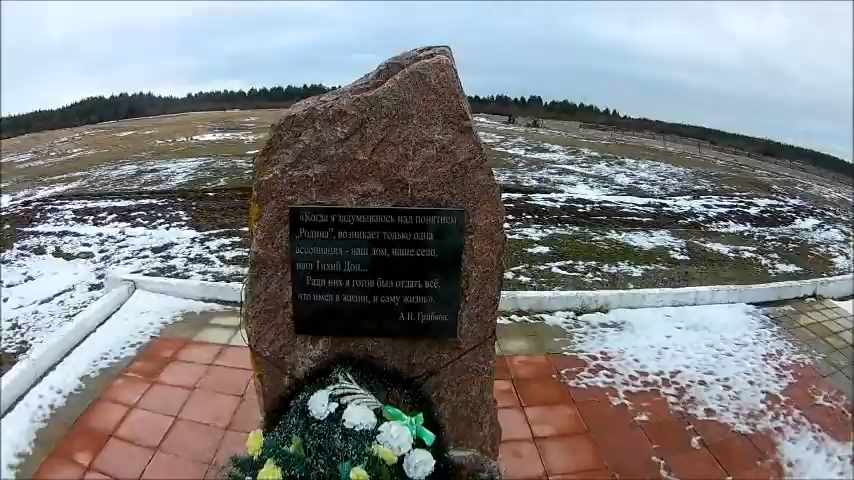 «Когда я задумываюсь над понятием
„Родина", возникает только одна
ассоциация - наш дом, наше село,
наш Тихий Дон...
Ради них я готов был отдать всё,
что имел в жизни, и саму жизнь».
А.Н.